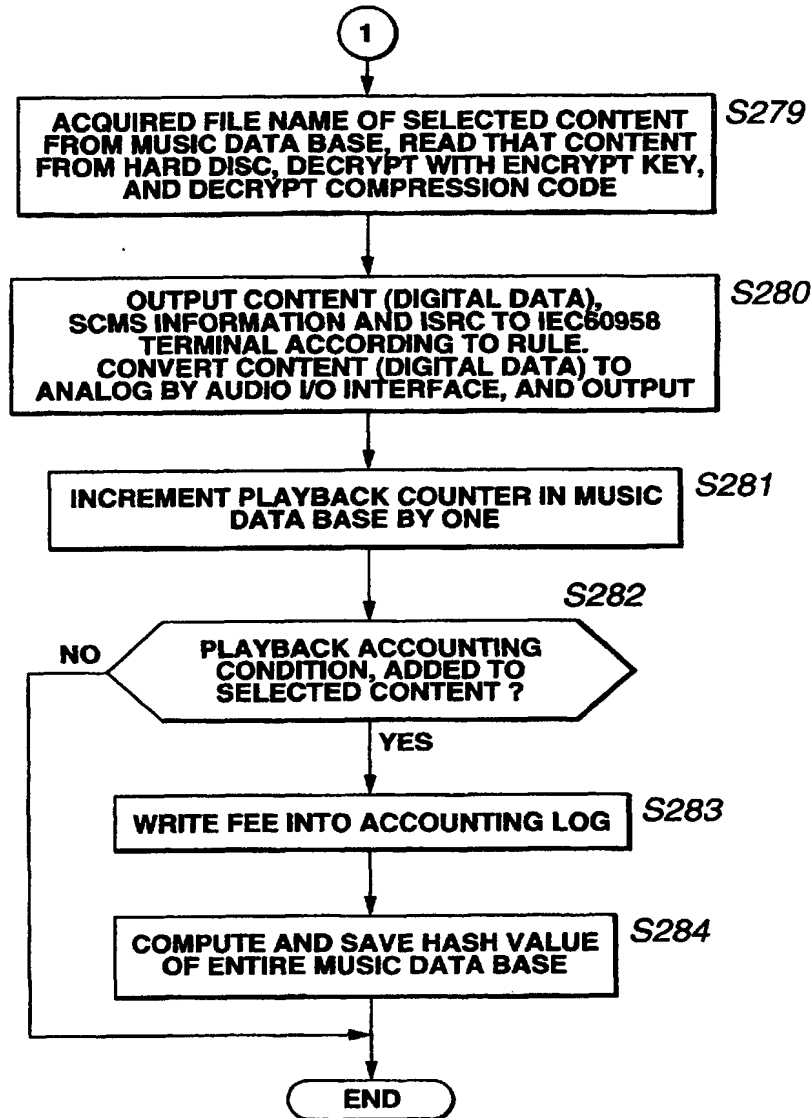 1
S279
ACQUIRED FILE NAME OF SELECTED CONTENT
FROM MUSIC DATA BASE, READ THAT CONTENT
FROM HARD DISC, DECRYPT WITH ENCRYPT KEY,
AND DECRYPT COMPRESSION CODE
S280
OUTPUT CONTENT (DIGITAL DATA),
SCMS INFORMATION AND ISRC TO IEC60958
TERMINAL ACCORDING TO RULE.
CONVERT CONTENT (DIGITAL DATA) TO
ANALOG BY AUDIO I/O INTERFACE, AND OUTPUT
S281
INCREMENT PLAYBACK COUNTER IN MUSIC
DATA BASE BY ONE
S282
NO
PLAYBACK ACCOUNTING
CONDITION, ADDED TO
SELECTED CONTENT ?
YES
S283
WRITE FEE INTO ACCOUNTING LOG
S284
COMPUTE AND SAVE HASH VALUE
OF ENTIRE MUSIC DATA BASE
END